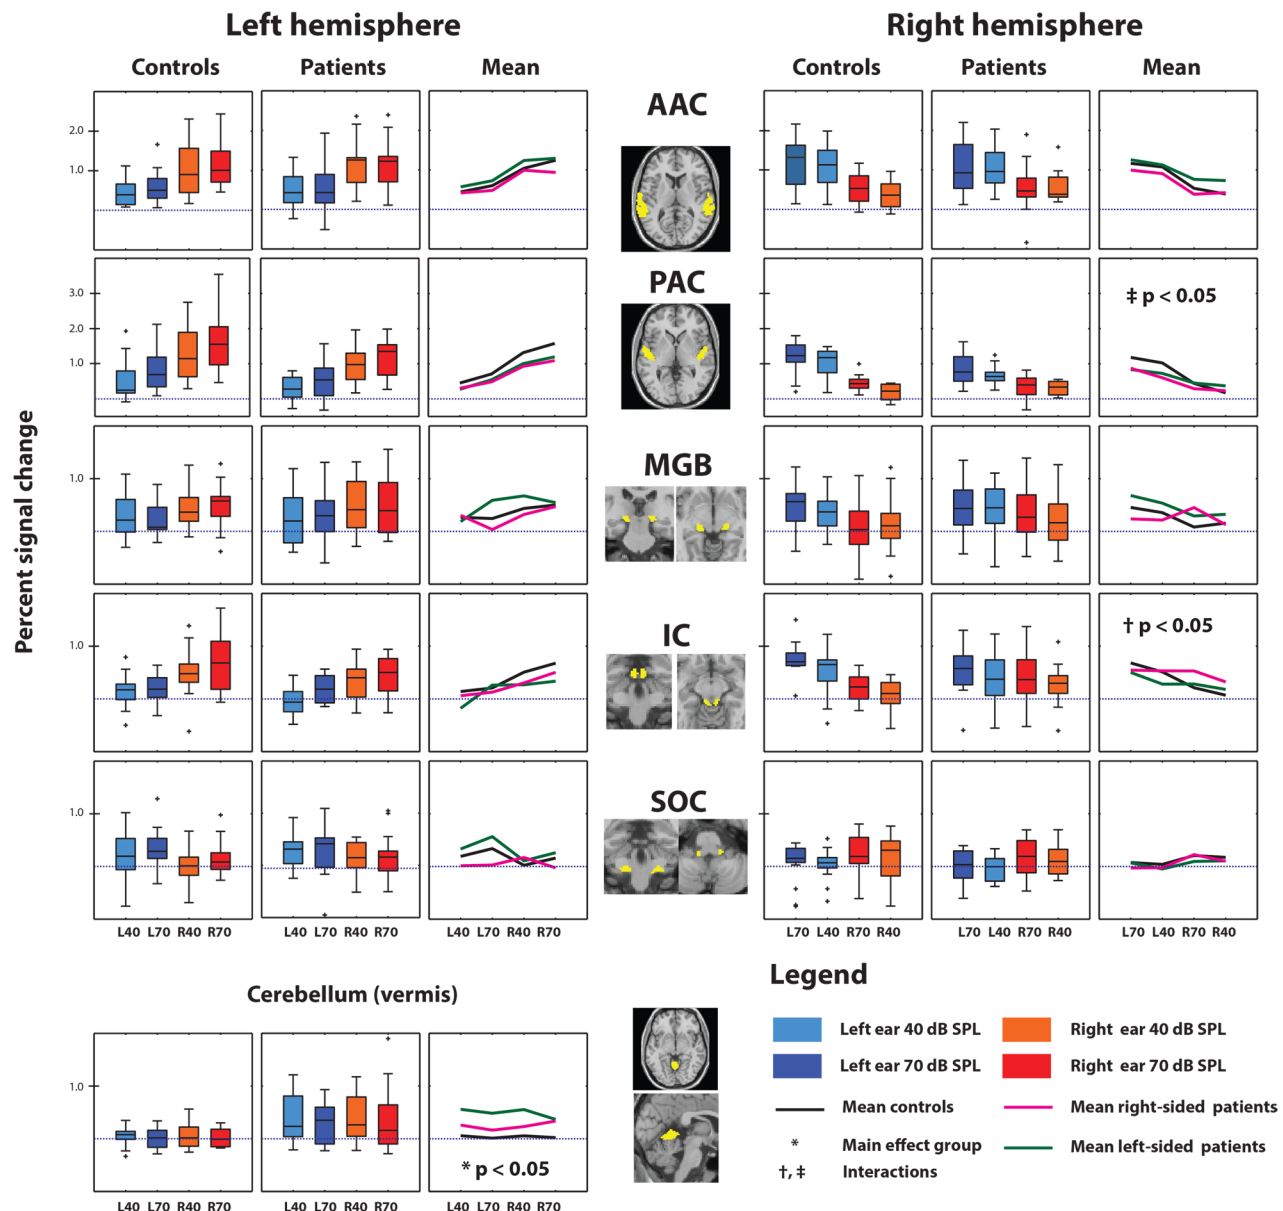 Left hemisphere
Right hemisphere
Controls
Patients
Mean
Controls
Patients
Mean
Percent signal change
AAC
2.0
1.0
PAC
3.0
2.0
1.0
‡ p < 0.05
MGB
1.0
IC
1.0
† p < 0.05
SOC
1.0
L40 L70 R40 R70
L40 L70 R40 R70
L40 L70 R40 R70
L70 L40 R70 R40
L70 L40 R70 R40
L70 L40 R70 R40
Cerebellum (vermis)
1.0
* p < 0.05
L40 L70 R40 R70
L40 L70 R40 R70
L40 L70 R40 R70
Legend
Left ear 40 dB SPL
Right ear 40 dB SPL
Left ear 70 dB SPL
Right ear 70 dB SPL
Mean controls
Mean right-sided patients
* Main effect group
Mean left-sided patients
†, ‡ Interactions